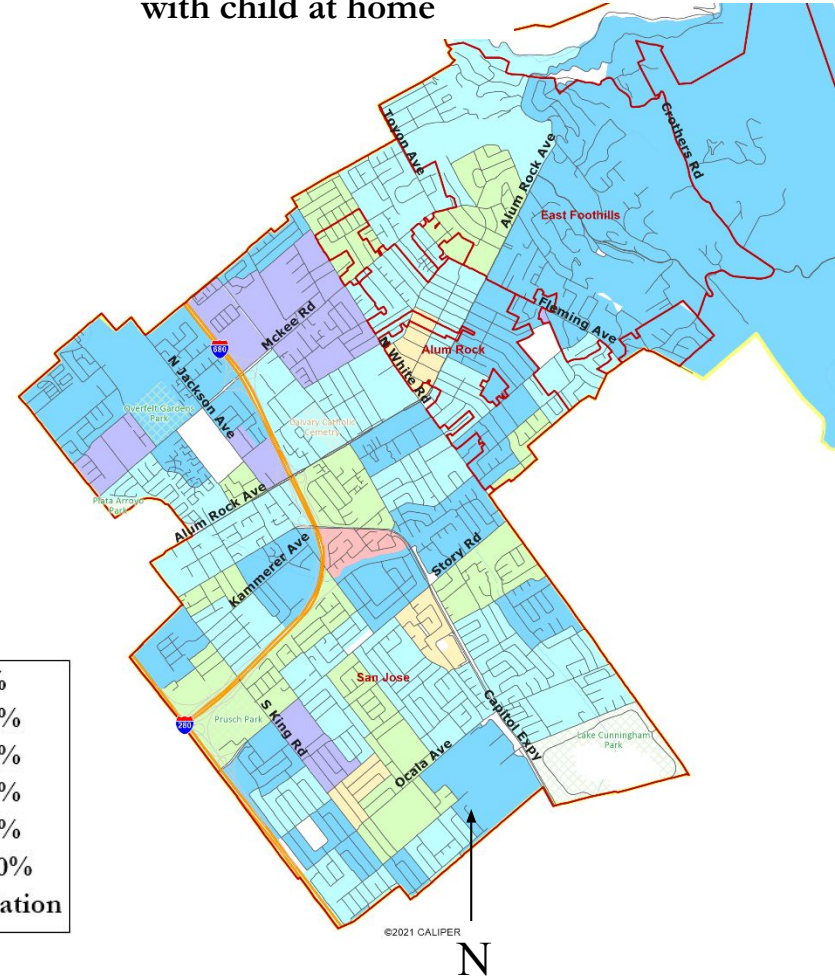 with child at home
Toyon Ave
Crothers Rd
Alum Rock Ave
East Foothills
Mckee Rd
Fleming Ave
680
N Jackson Ave
N White Rd
Alum Rock
Overfelt Gardens
Park
Calvary Catholic
Cemetry
Plata Arroyo
Park
Alum Rock Ave
Kammerer Ave
Story Rd
San Jose
S King Rd
Capitol Expy
Prusch Park
280
Lake Cunningham
Park
Ocala Ave
%
%
%
%
%
0%
ation
©2021 CALIPER
N